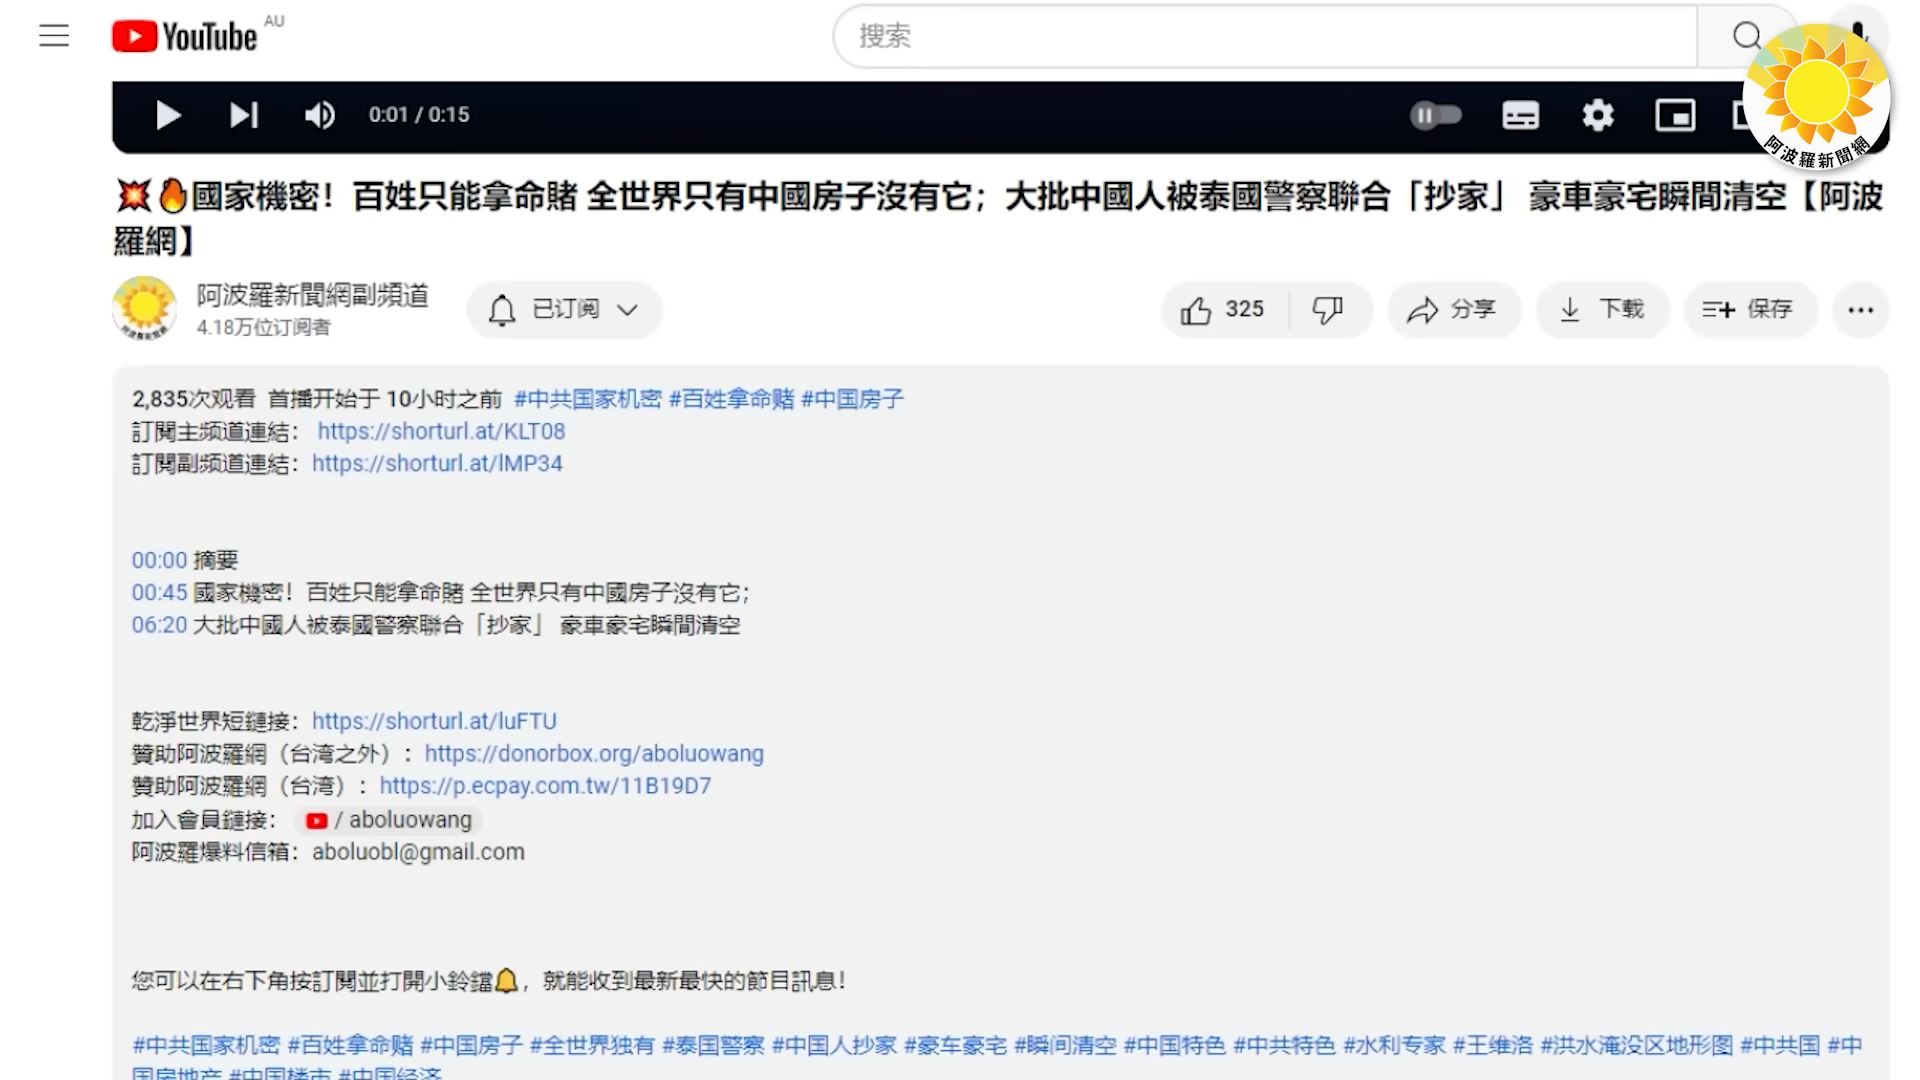 YouTube AU
搜索
0:01 / 0:15
阿波羅新聞網
💥🔥國家機密！百姓只能拿命賭 全世界只有中國房子沒有它；大批中國人被泰國警察聯合「抄家」 豪車豪宅瞬間清空【阿波
羅網】
阿波羅新聞網副頻道
4.18万位订阅者
已订阅
325
分享
下载
保存
2,835次观看 首播开始于 10小时之前 #中共国家机密 #百姓拿命赌 #中国房子
訂閱主频道連結： https://shorturl.at/KLT08
訂閱副頻道連結：https://shorturl.at/lMP34
00:00 摘要
00:45 國家機密！百姓只能拿命賭 全世界只有中國房子沒有它；
06:20 大批中國人被泰國警察聯合「抄家」 豪車豪宅瞬間清空
乾淨世界短鏈接：https://shorturl.at/luFTU
贊助阿波羅網（台湾之外）：https://donorbox.org/aboluowang
贊助阿波羅網（台湾）：https://p.ecpay.com.tw/11B19D7
加入會員鏈接： / aboluowang
阿波羅爆料信箱：aboluobl@gmail.com
您可以在右下角按訂閱並打開小鈴鐺🔔，就能收到最新最快的節目訊息！
#中共国家机密 #百姓拿命赌 #中国房子 #全世界独有 #泰国警察 #中国人抄家 #豪车豪宅 #瞬间清空 #中国特色 #中共特色 #水利专家 #王维洛 #洪水淹没区地形图 #中共国 #中
国房地产 #中国楼市 #中国经济